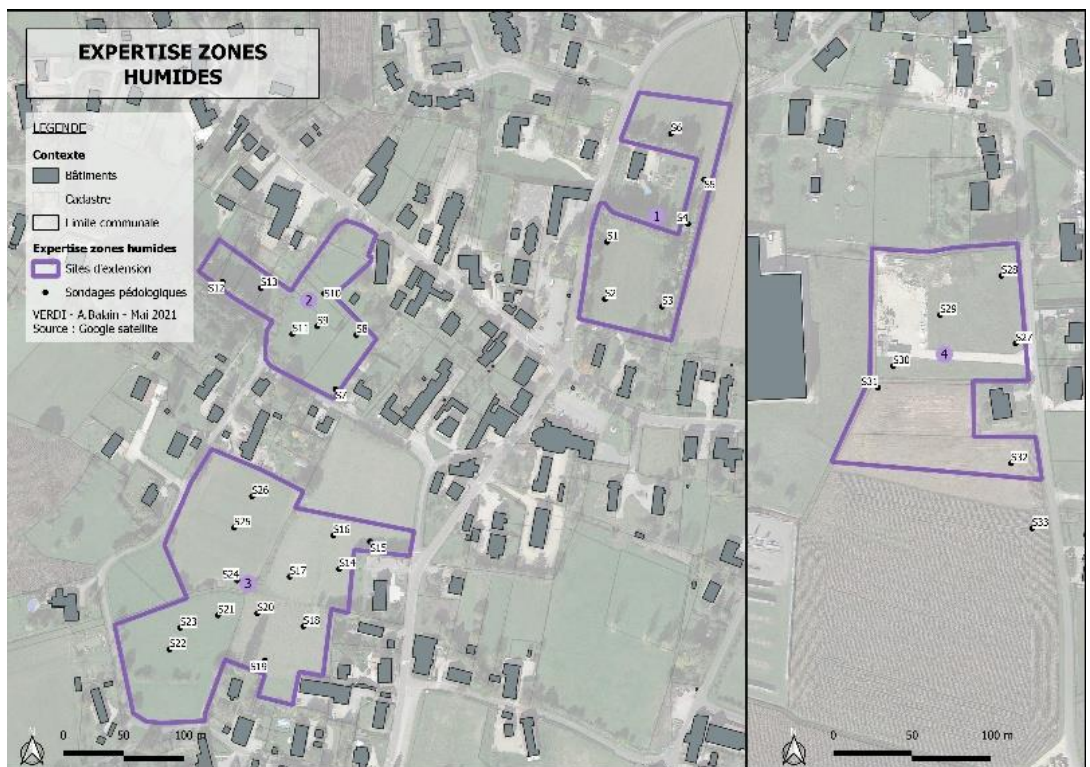 EXPERTISE ZONES
HUMIDES
LEGENDE
Contexte
Bâtiments
Cadastre
Limite communale
Expertise zones humides
Sites d'extension
Sondages pédologiques
VERDI - A.Balain - Mai 2021
Source : Google satellite
S6
S5
1
S4
S1
S2
S3
S12
S13
2
S10
S9
S11
S8
S7
S26
S25
S16
S15
S14
S17
S24
3
S20
S21
S23
S18
S22
S19
N
0 50 100 m
S28
S29
S27
4
S30
S31
S32
S33
N
0 50 100 m